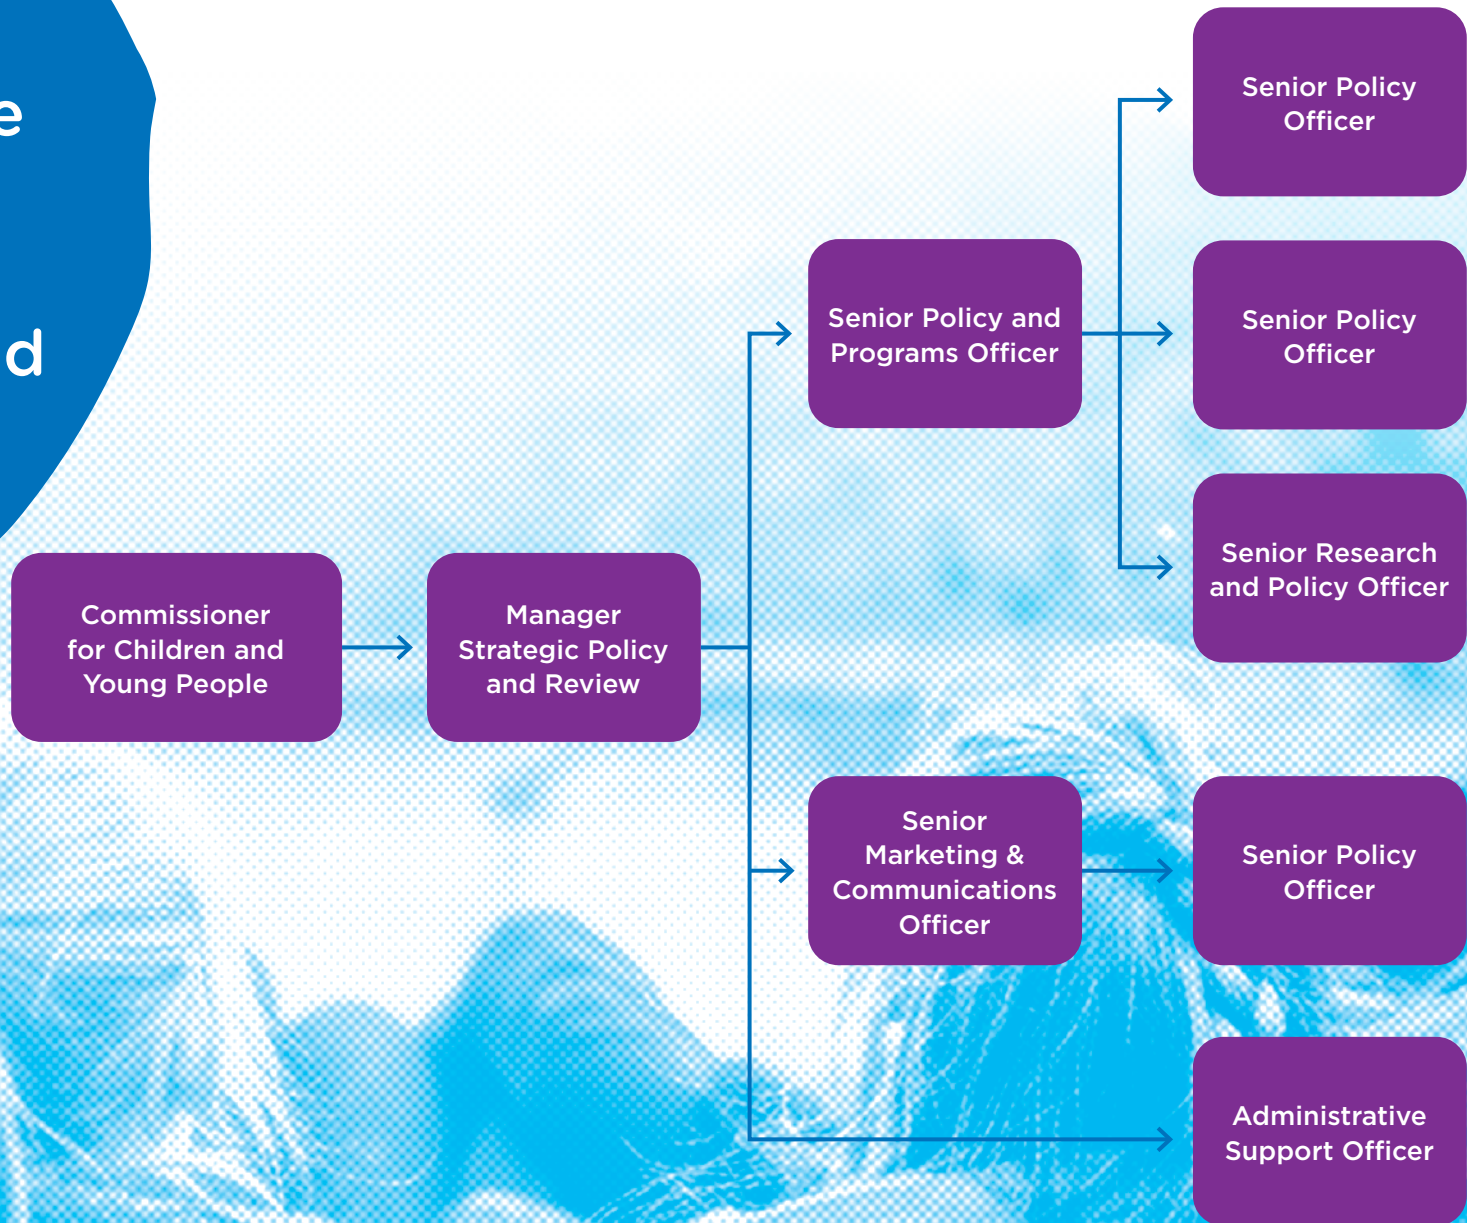 e
d
Senior Policy
Officer
Senior Policy and
Programs Officer
Senior Policy
Officer
Senior Research
and Policy Officer
Commissioner
for Children and
Young People
Manager
Strategic Policy
and Review
Senior
Marketing &
Communications
Officer
Senior Policy
Officer
Administrative
Support Officer